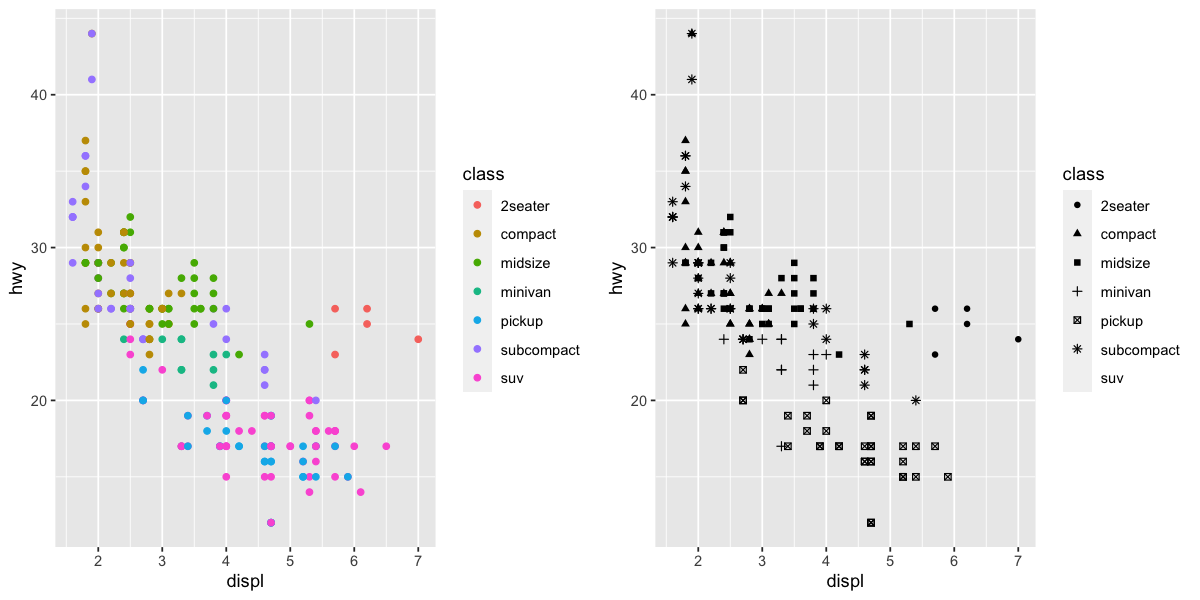 hwy
40
30
20
2
3
4
5
6
7
displ
class
2seater
compact
midsize
minivan
pickup
subcompact
suv
hwy
40
30
20
2
3
4
5
6
7
displ
class
2seater
compact
midsize
minivan
pickup
subcompact
suv